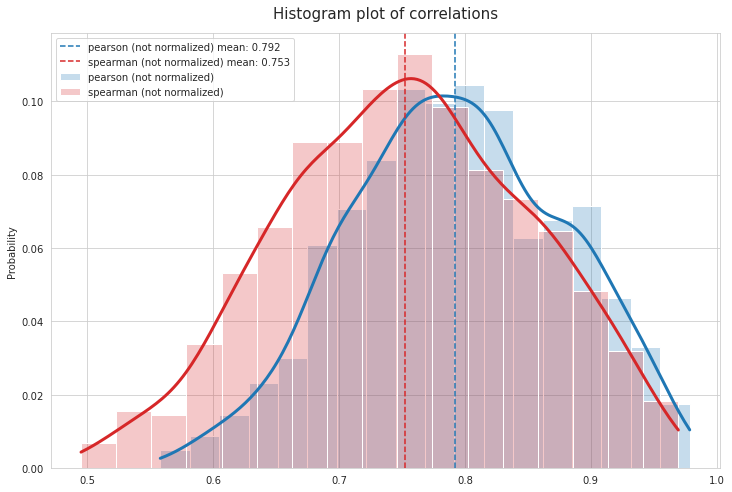 Histogram plot of correlations
pearson (not normalized) mean: 0.792
spearman (not normalized) mean: 0.753
pearson (not normalized)
spearman (not normalized)
Probability
0.10
0.08
0.06
0.04
0.02
0.00
0.5 0.6 0.7 0.8 0.9 1.0